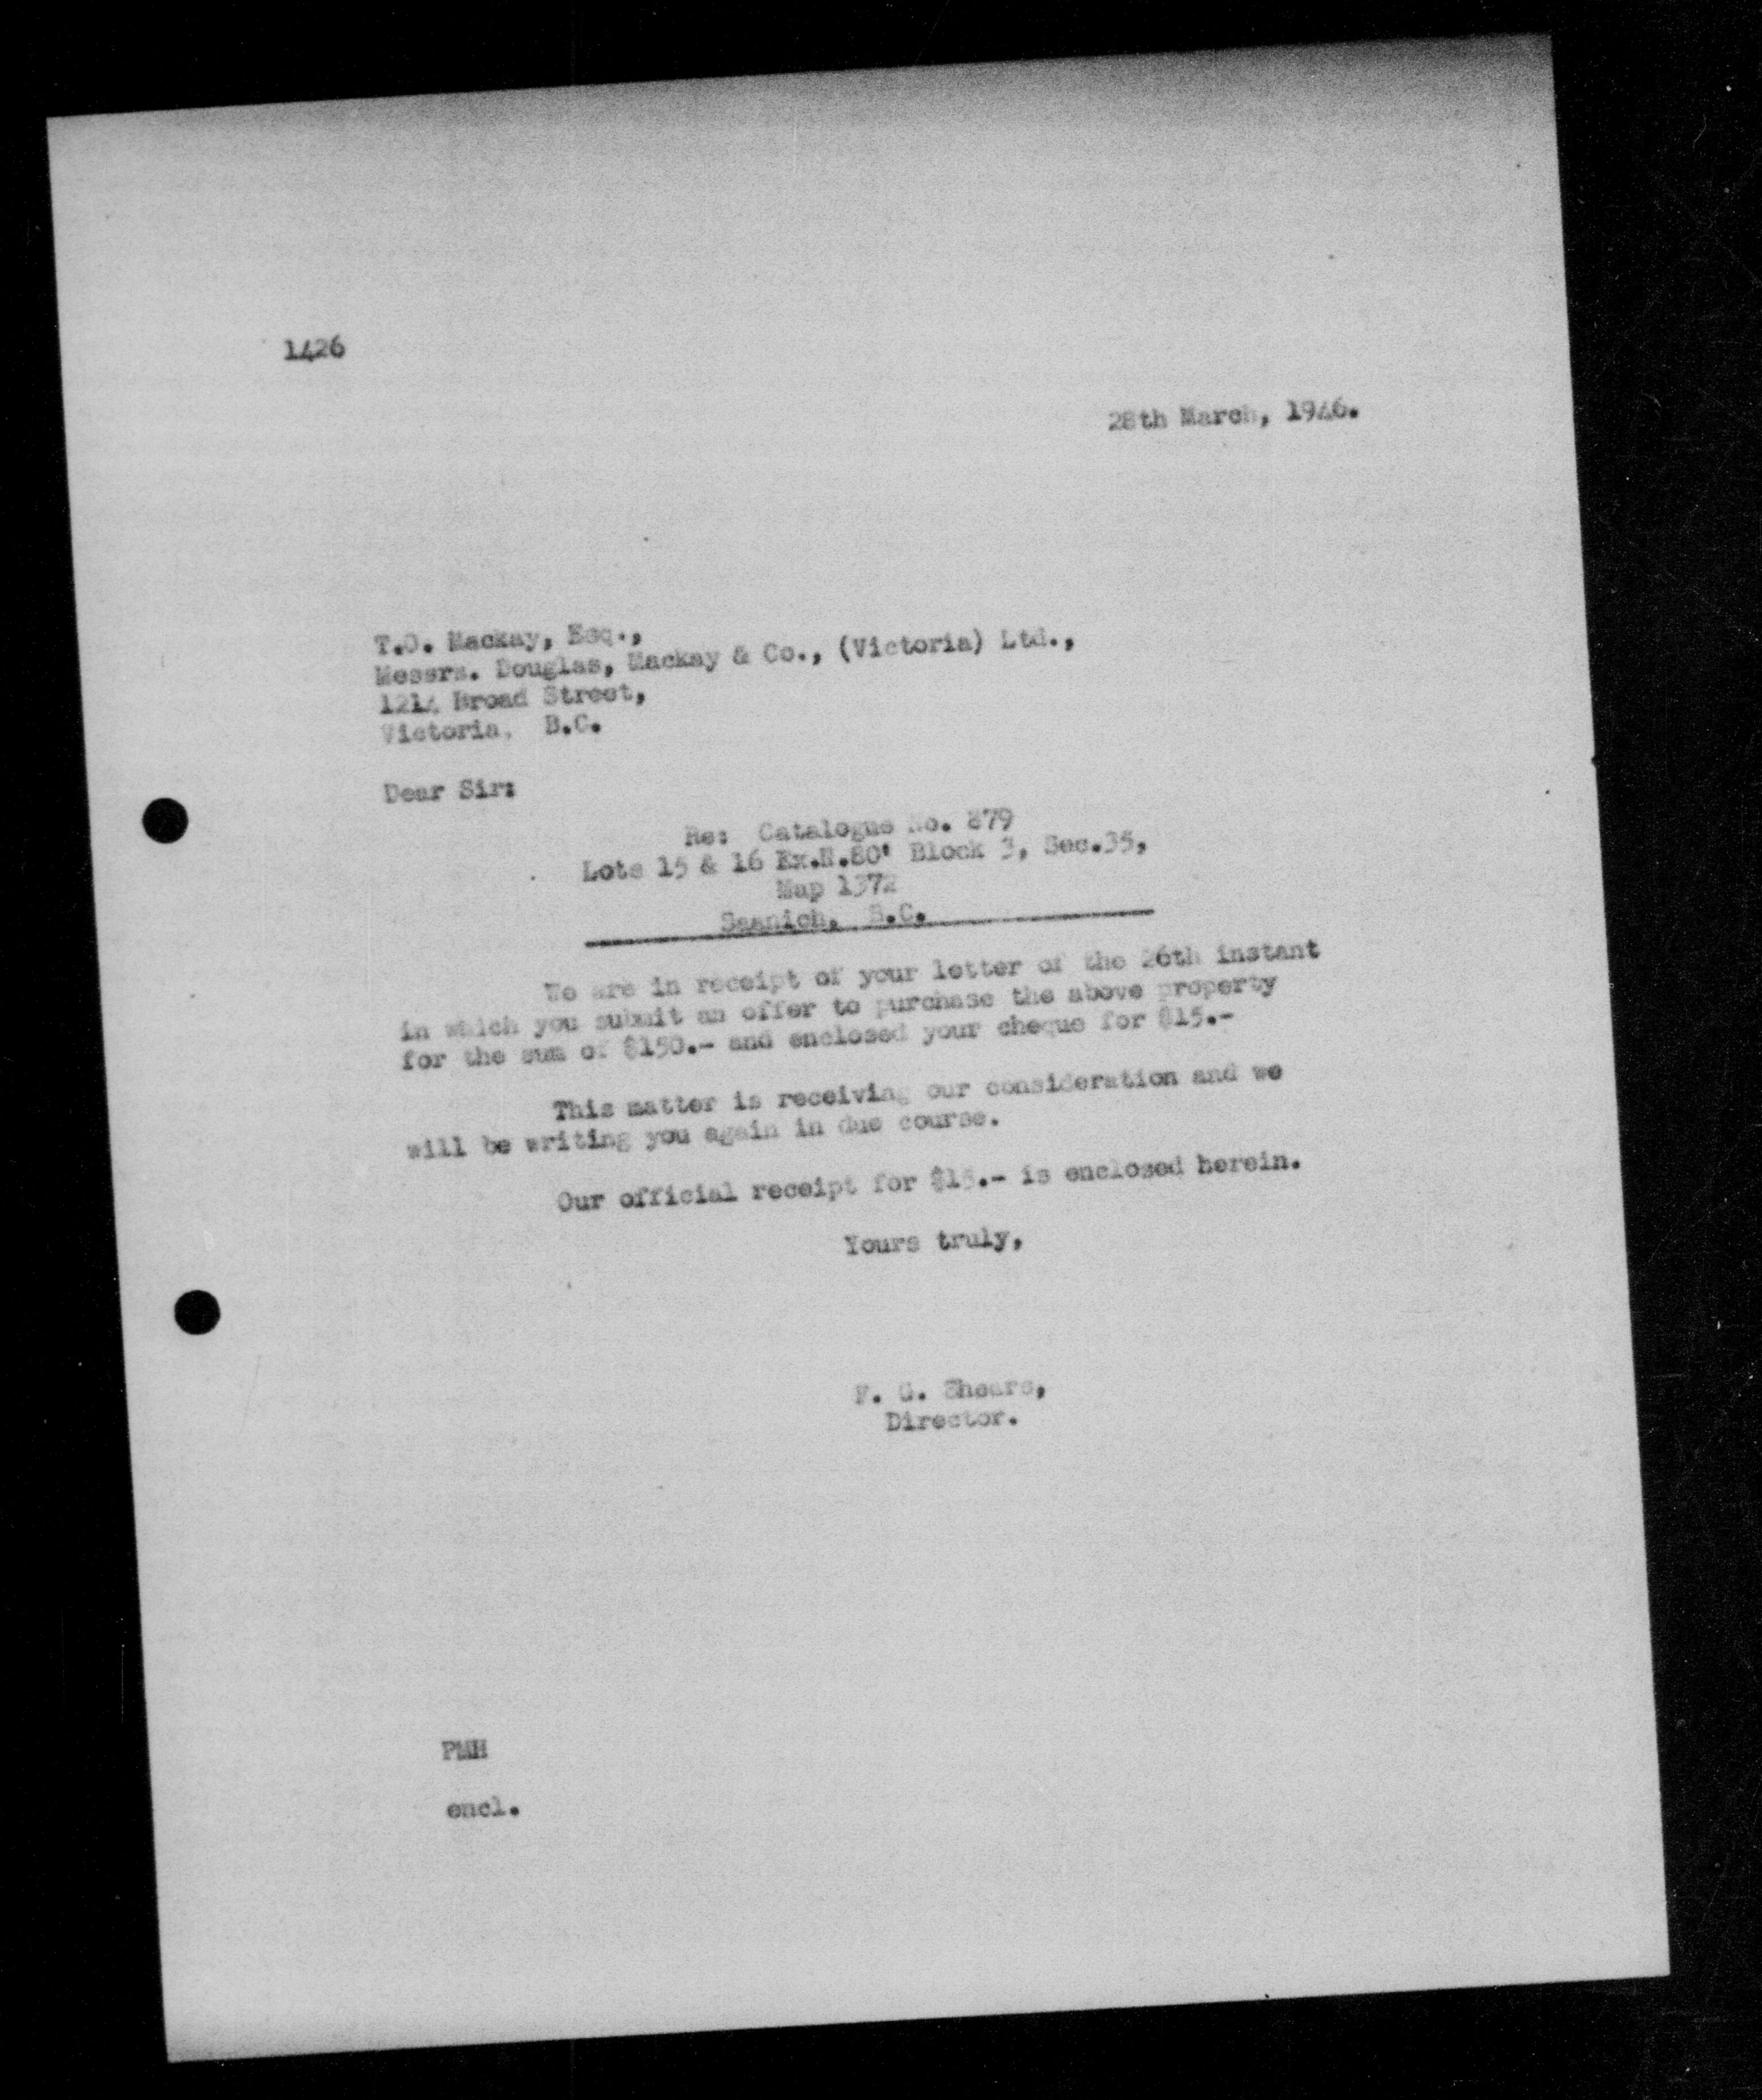 1426
28th March, 1946.
T.O. Mackay, Esq.,
Messrs. Douglas, Mackay & Co., (Victoria) Ltd.,
1214 Broad Street,
Victoria, B.C.
Dear Sir:
Re: Catalogue No. 879
Lots 15 & 16 Ex.N.80' Block 3, Sec.35,
Map 1372
Saanich, B.C.
We are in receipt of your letter of the 26th instant
in which you submit an offer to purchase the above property
for the sum of $150.- and enclosed your cheque for $15.-
This matter is receiving our consideration and we
will be writing you again in due course.
Our official receipt for $15.- is enclosed herein.
Yours truly,
F. G. Shears,
Director.
PMH
encl.